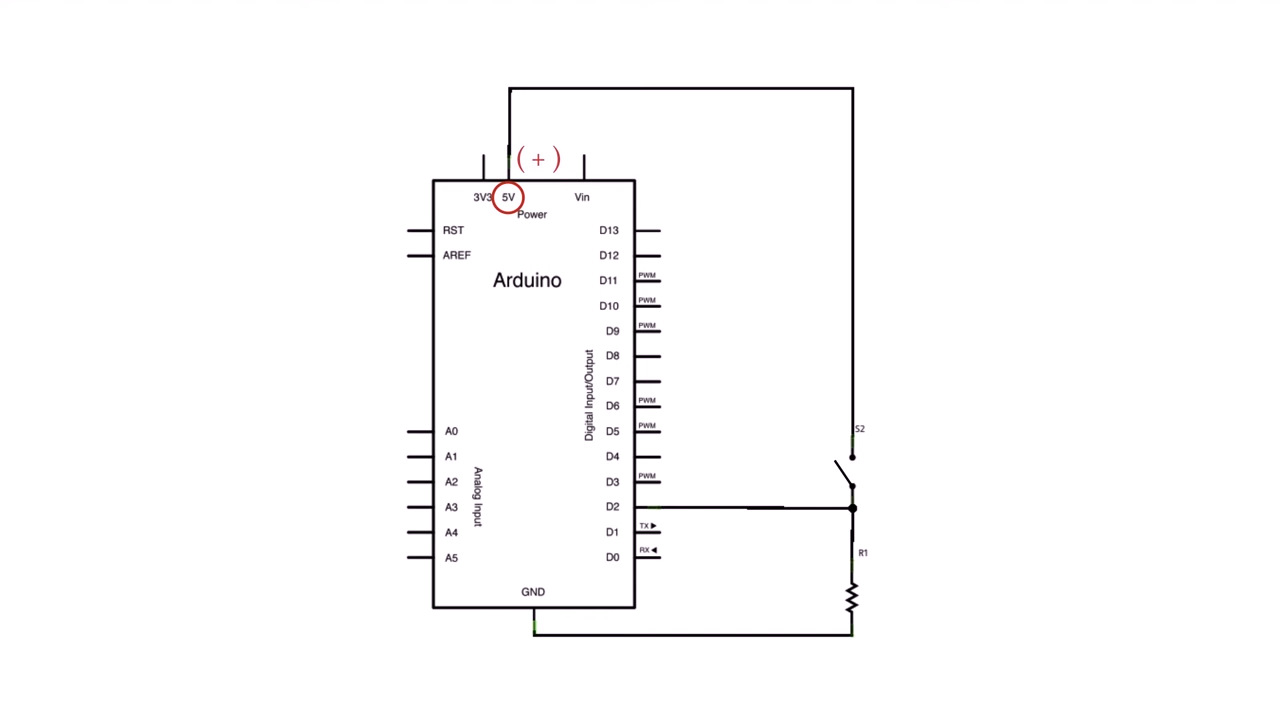 ( + )
3V3 5V Vin
Power
RST D13
AREF D12
Arduino
D11 PWM
D10 PWM
D9 PWM
D8
D7
D6 PWM
A0 D5 PWM
A1 D4
A2 D3 PWM
A3 D2
A4 D1 TX
A5 D0 RX
Digital Input/Output
Analog Input
GND
S2
R1